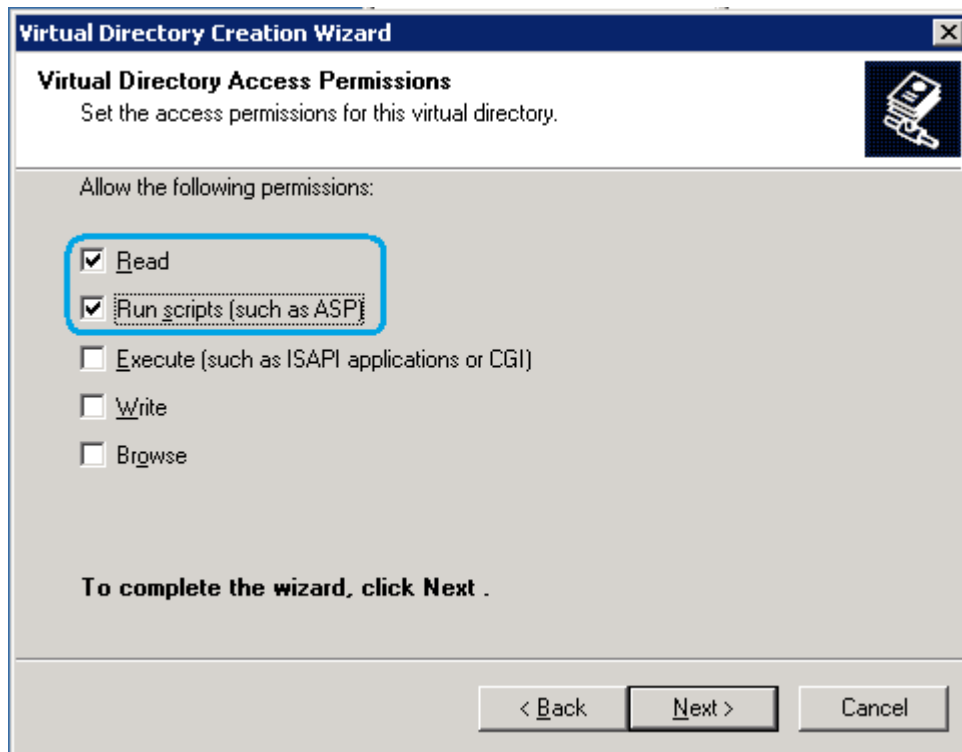 Virtual Directory Creation Wizard
Virtual Directory Access Permissions
Set the access permissions for this virtual directory.
Allow the following permissions:
Read
Run scripts (such as ASP)
Execute (such as ISAPI applications or CGI)
Write
Browse
To complete the wizard, click Next .
< Back Next > Cancel